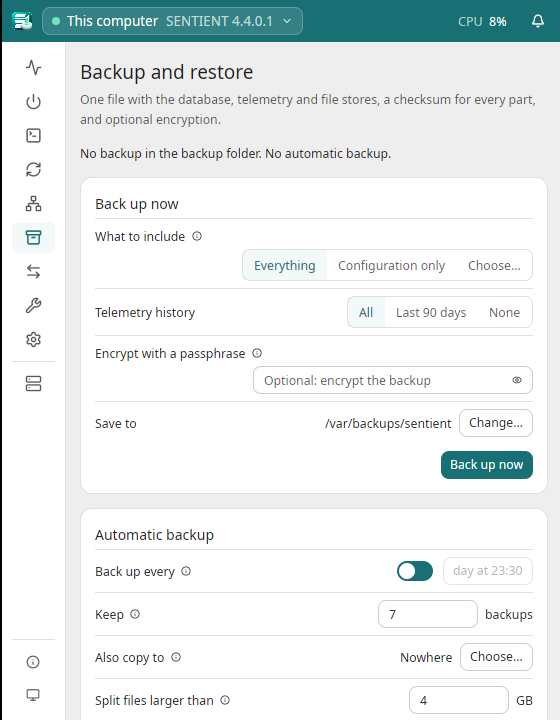 This computer SENTIENT 4.4.0.1 CPU 8%
Backup and restore
One file with the database, telemetry and file stores, a checksum for every part,
and optional encryption.
No backup in the backup folder. No automatic backup.
Back up now
What to include
Everything Configuration only Choose...
Telemetry history All Last 90 days None
Encrypt with a passphrase
Optional: encrypt the backup
Save to /var/backups/sentient Change...
Back up now
Automatic backup
Back up every day at 23:30
Keep 7 backups
Also copy to Nowhere Choose...
Split files larger than 4 GB